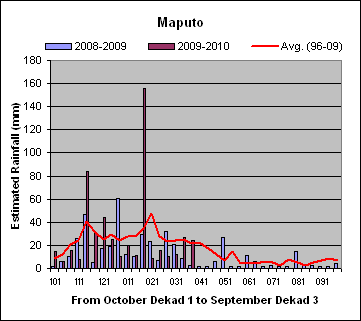 Maputo
2008-2009 2009-2010 Avg. (96-09)
Estimated Rainfall (mm)
180
160
140
120
100
80
60
40
20
0
101 111 121 011 021 031 041 051 061 071 081 091
From October Dekad 1 to September Dekad 3